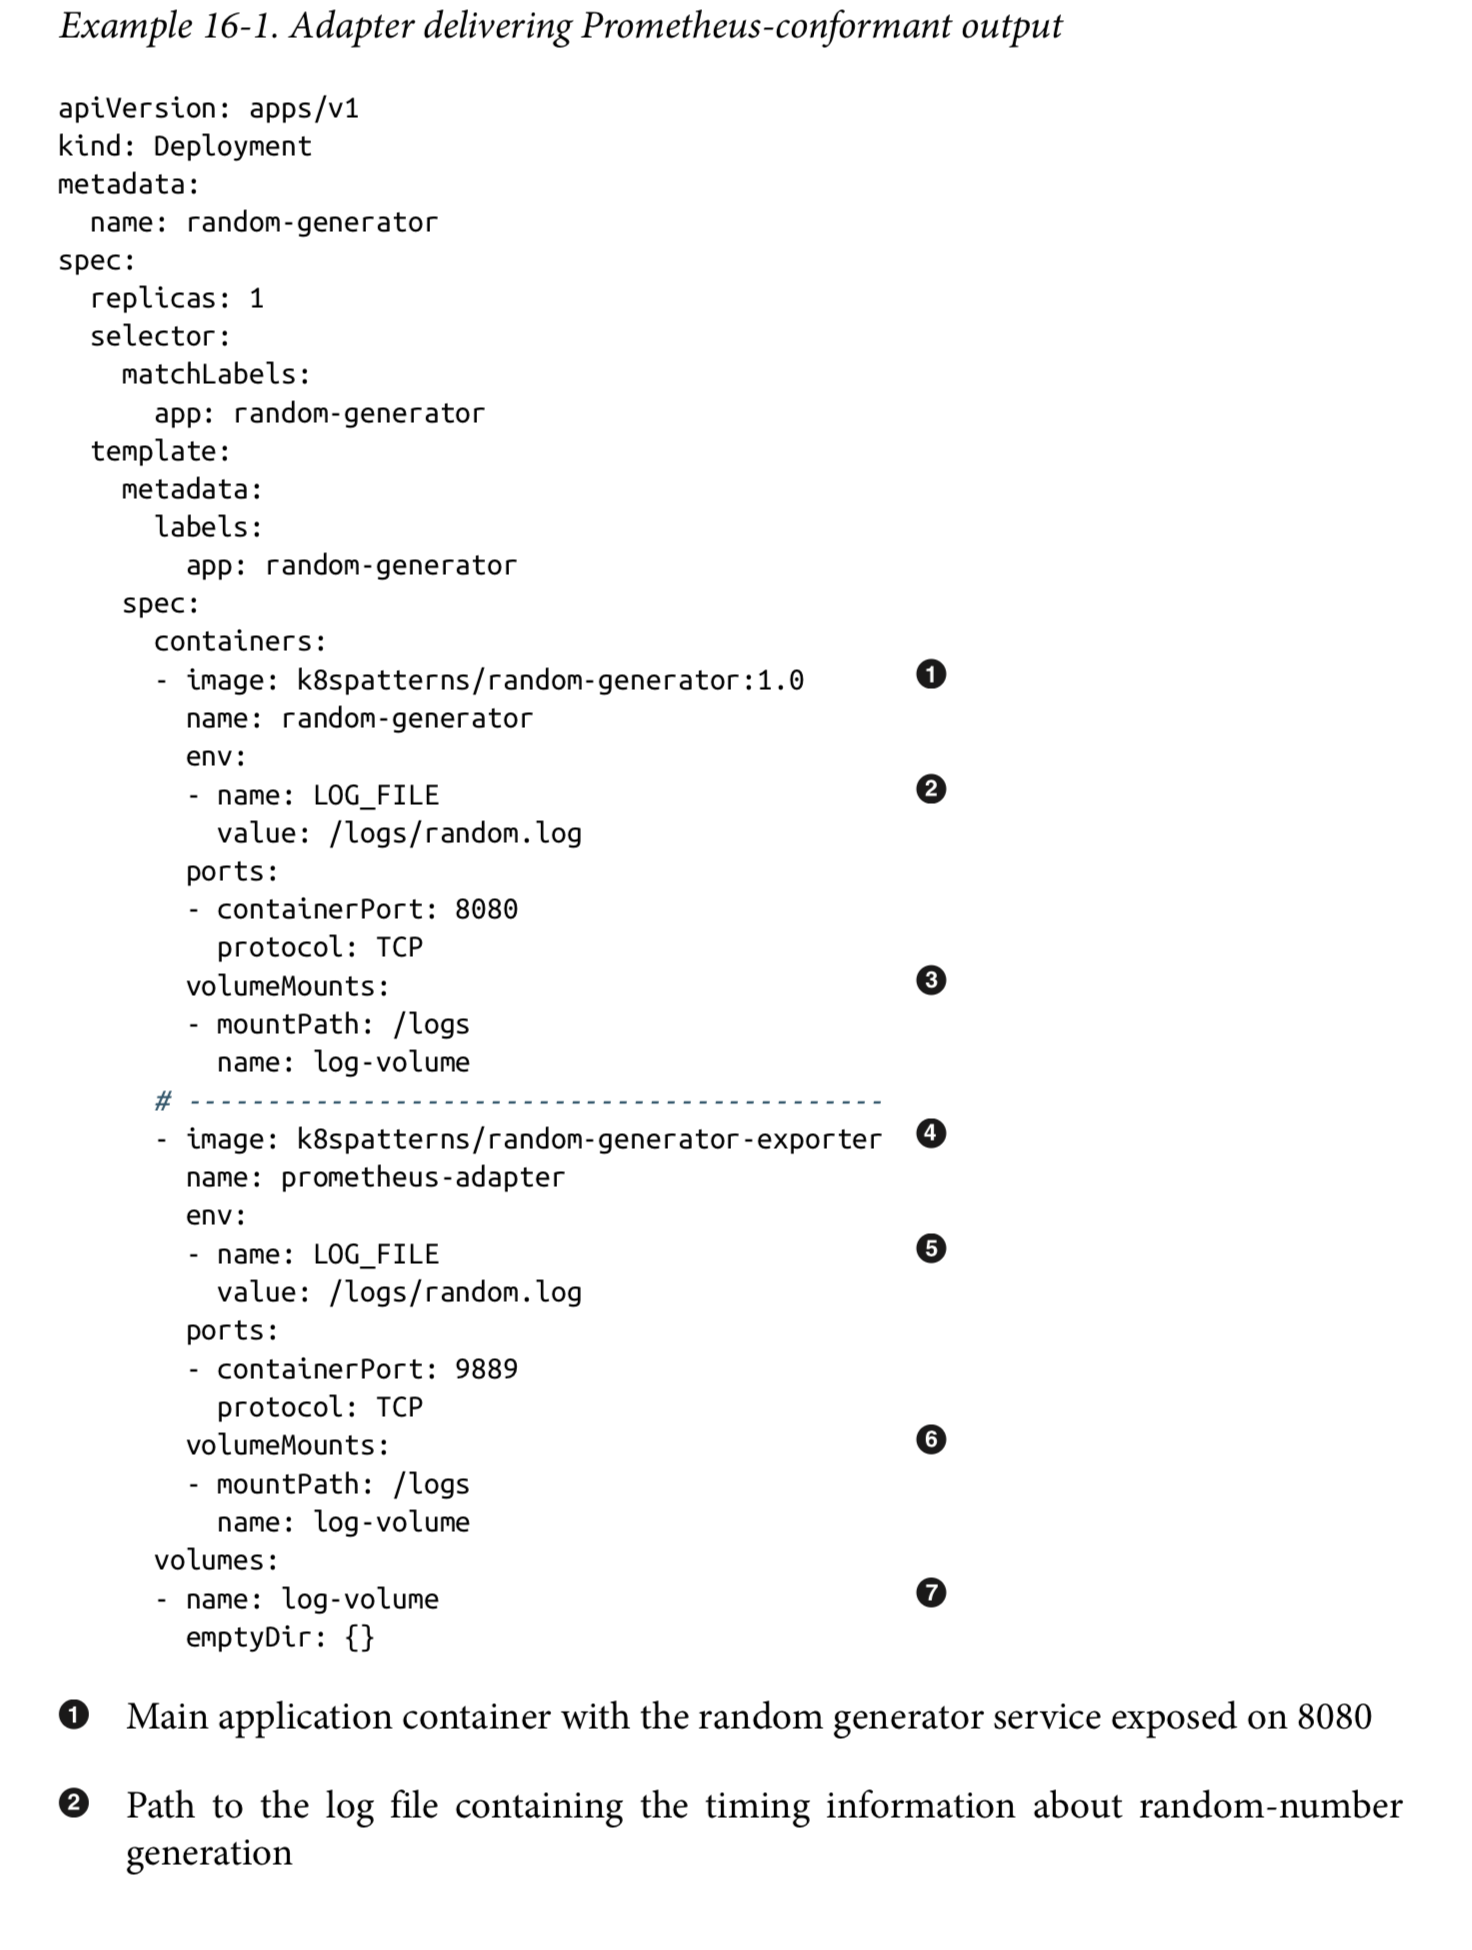 Example 16-1. Adapter delivering Prometheus-conformant output
apiVersion: apps/v1
kind: Deployment
metadata:
  name: random-generator
spec:
  replicas: 1
  selector:
    matchLabels:
      app: random-generator
  template:
    metadata:
      labels:
        app: random-generator
    spec:
      containers:
      - image: k8spatterns/random-generator:1.0 ❶
        name: random-generator
        env:
        - name: LOG_FILE ❷
          value: /logs/random.log
        ports:
        - containerPort: 8080
          protocol: TCP
        volumeMounts: ❸
        - mountPath: /logs
          name: log-volume
      # --------------------------------------------
      - image: k8spatterns/random-generator-exporter ❹
        name: prometheus-adapter
        env:
        - name: LOG_FILE ❺
          value: /logs/random.log
        ports:
        - containerPort: 9889
          protocol: TCP
        volumeMounts: ❻
        - mountPath: /logs
          name: log-volume
      volumes:
      - name: log-volume ❼
        emptyDir: {}
❶ Main application container with the random generator service exposed on 8080
❷ Path to the log file containing the timing information about random-number
generation